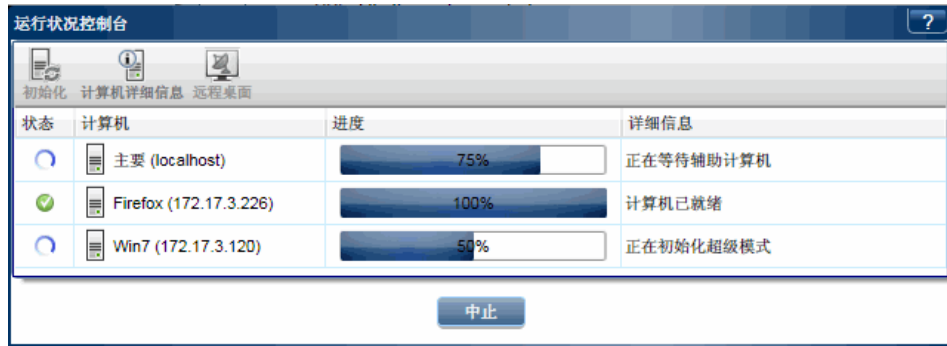 运行状况控制台 ?
初始化 计算机详细信息 远程桌面
状态 计算机 进度 详细信息
主要 (localhost) 75% 正在等待辅助计算机
Firefox (172.17.3.226) 100% 计算机已就绪
Win7 (172.17.3.120) 50% 正在初始化超级模式
中止